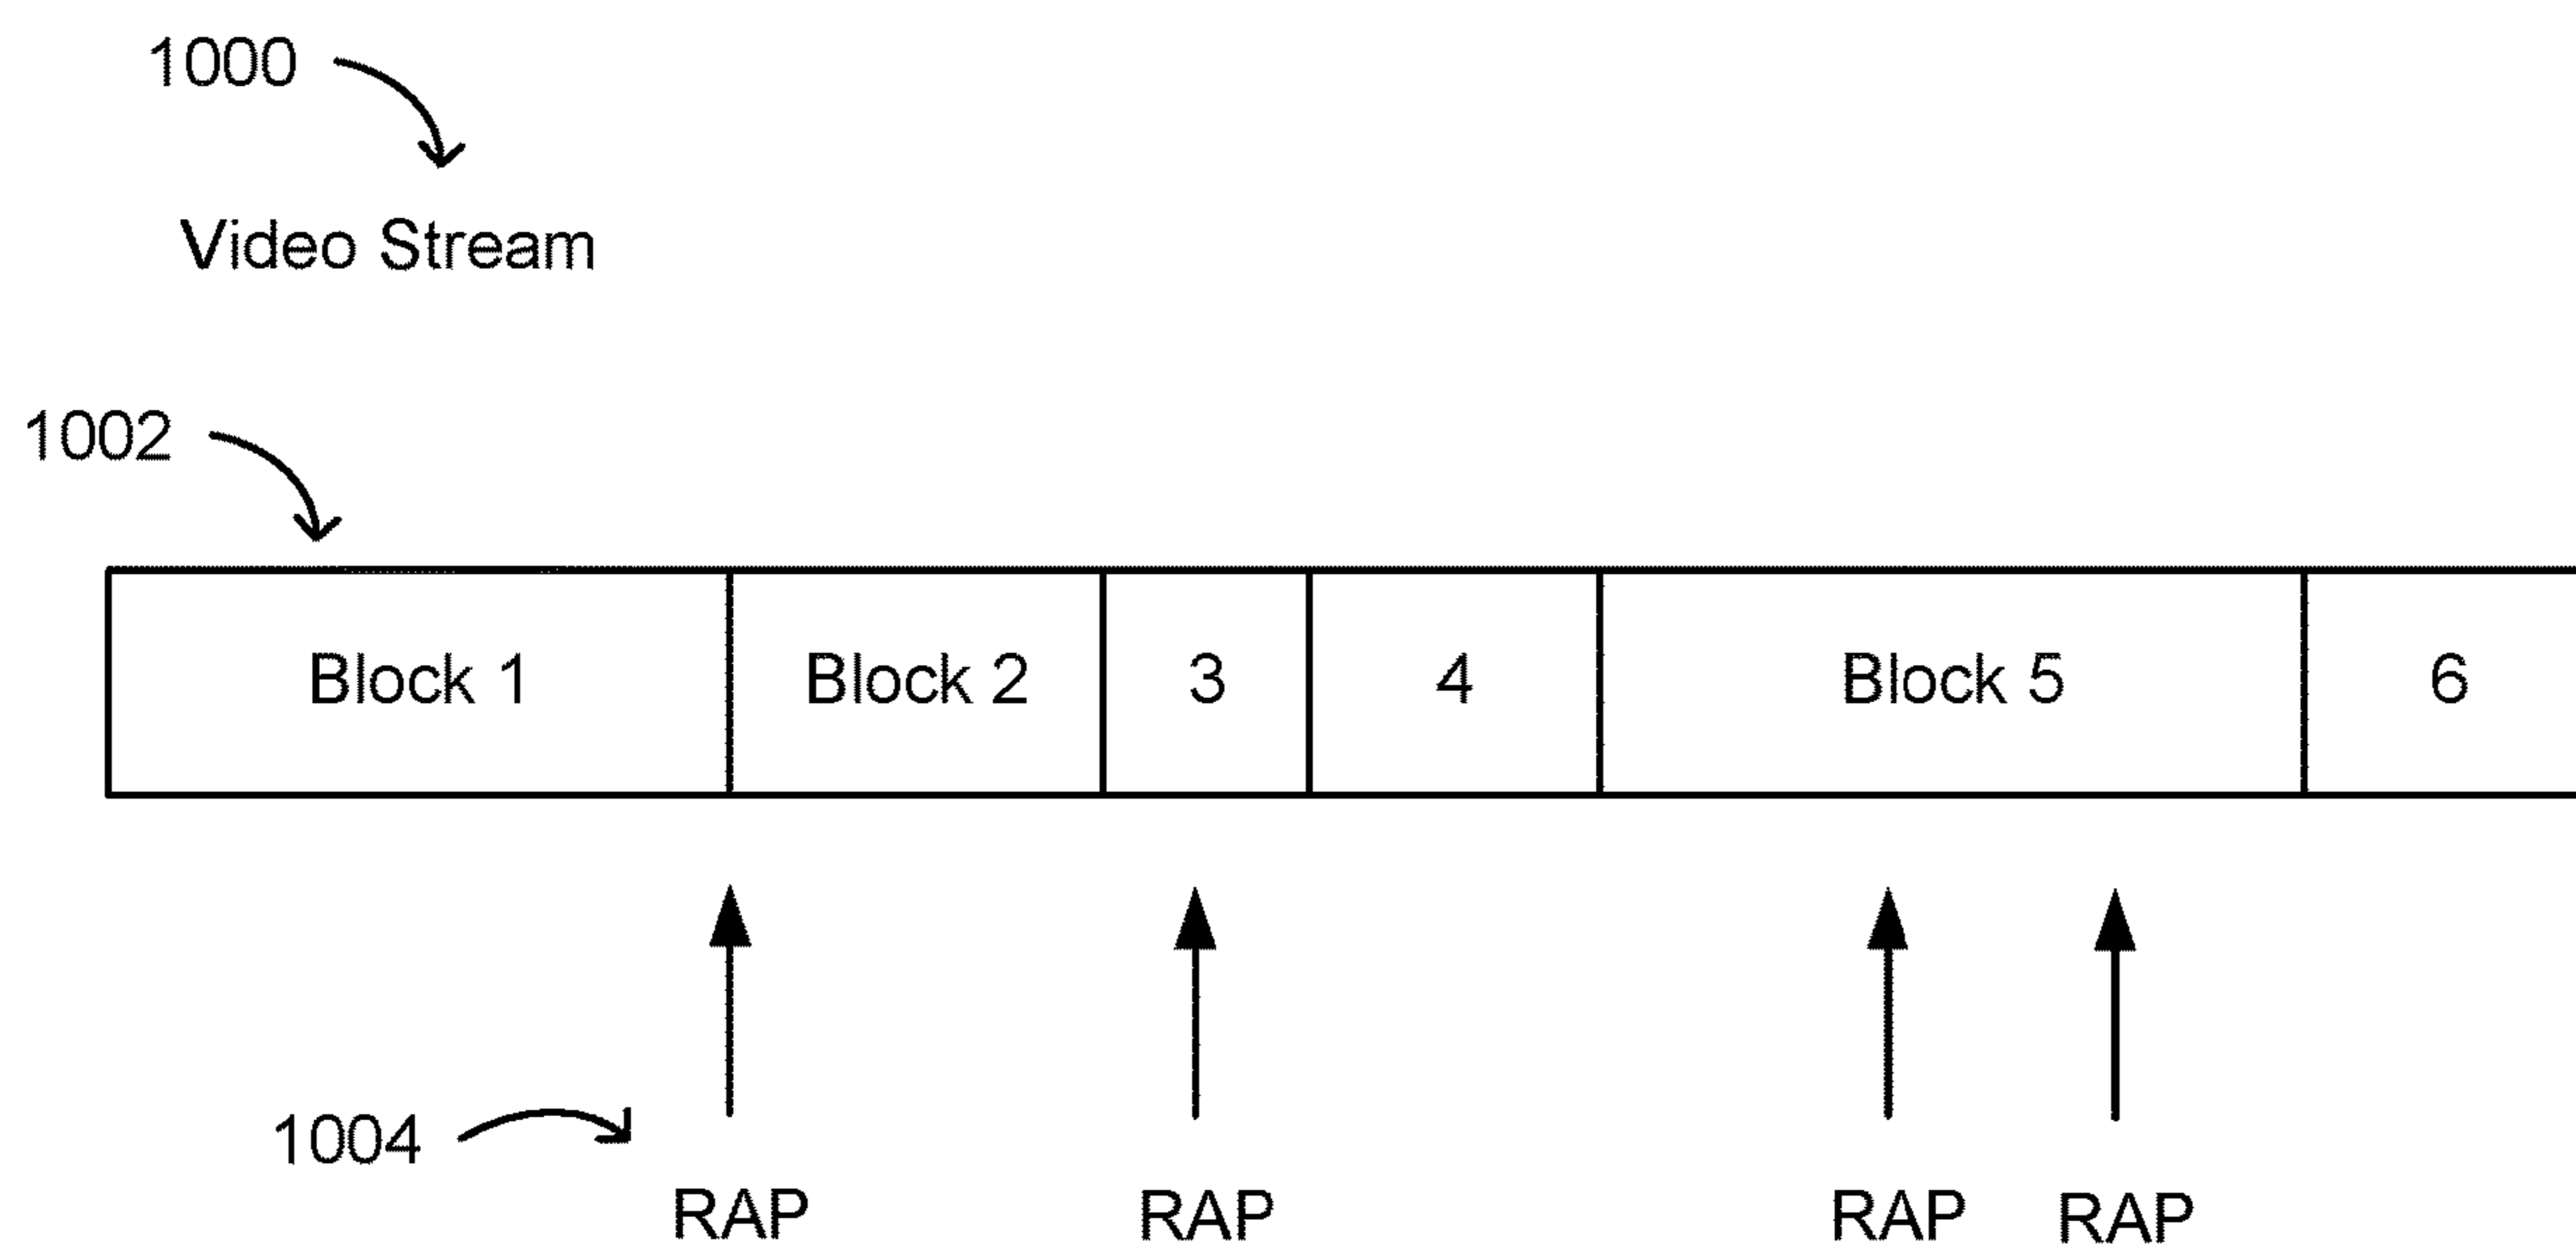 1000
Video Stream
1002
Block 1 Block 2 3 4 Block 5 6
1004
RAP RAP RAP RAP